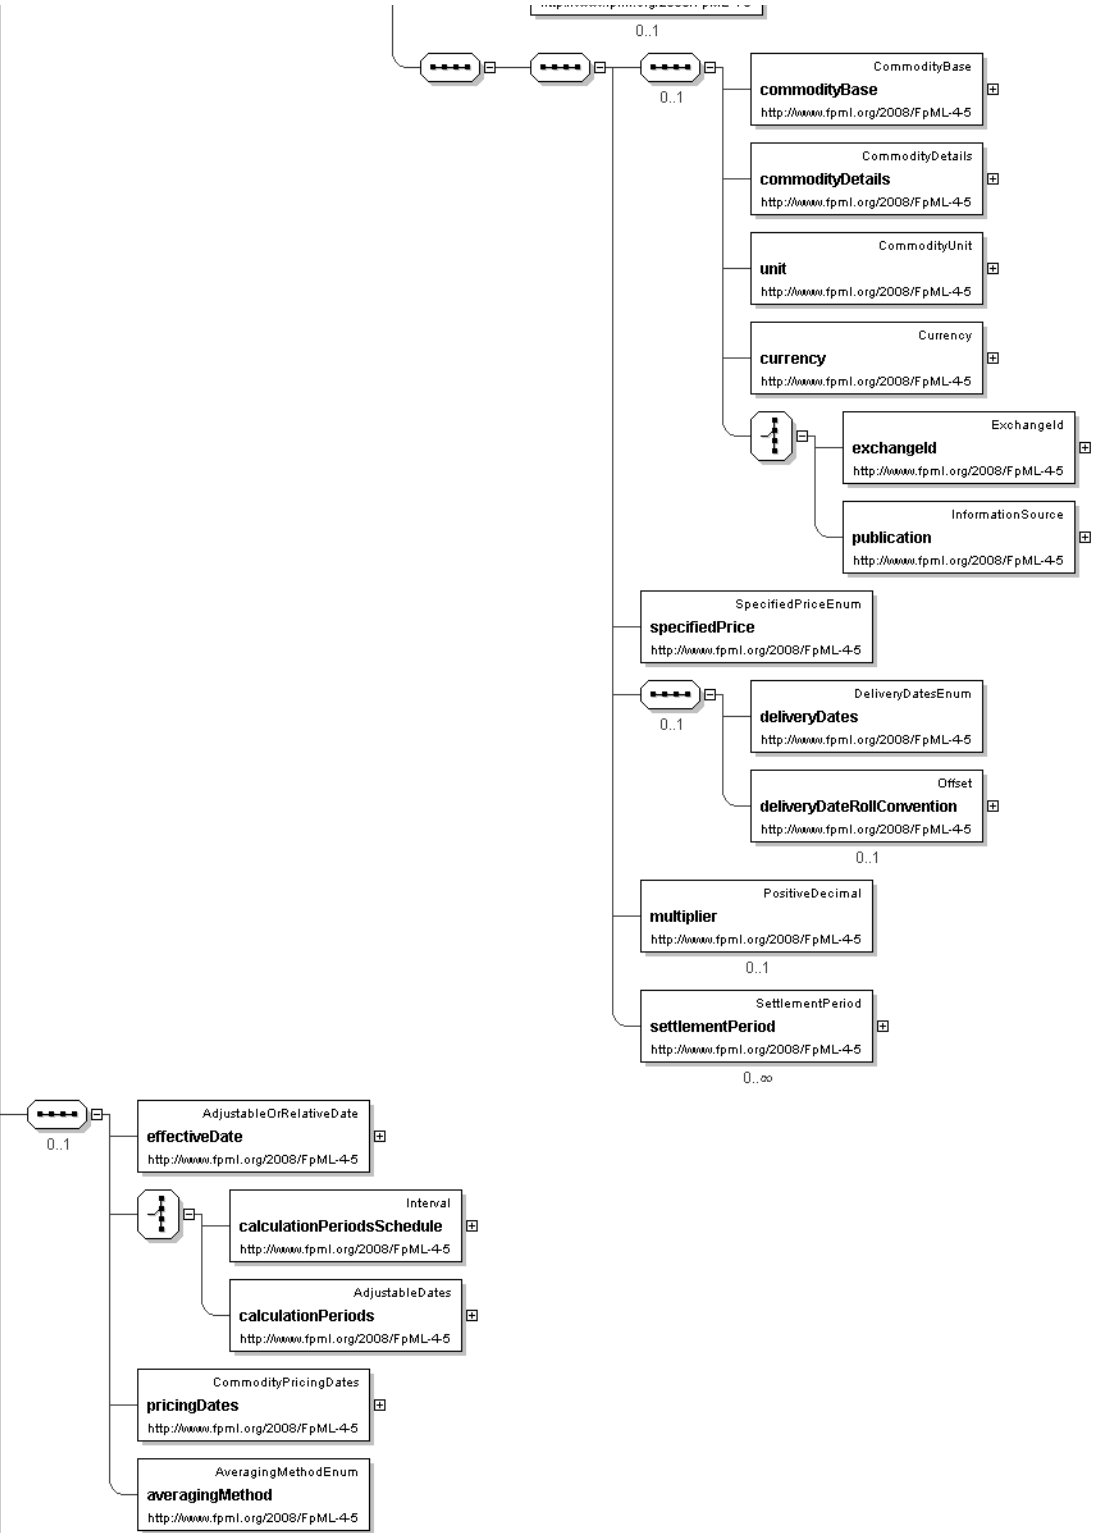 http://www.fpml.org/2008/FpML-4-5
0..1
0..1
CommodityBase
commodityBase
http://www.fpml.org/2008/FpML-4-5
CommodityDetails
commodityDetails
http://www.fpml.org/2008/FpML-4-5
CommodityUnit
unit
http://www.fpml.org/2008/FpML-4-5
Currency
currency
http://www.fpml.org/2008/FpML-4-5
ExchangeId
exchangeId
http://www.fpml.org/2008/FpML-4-5
InformationSource
publication
http://www.fpml.org/2008/FpML-4-5
SpecifiedPriceEnum
specifiedPrice
http://www.fpml.org/2008/FpML-4-5
0..1
DeliveryDatesEnum
deliveryDates
http://www.fpml.org/2008/FpML-4-5
Offset
deliveryDateRollConvention
http://www.fpml.org/2008/FpML-4-5
0..1
PositiveDecimal
multiplier
http://www.fpml.org/2008/FpML-4-5
0..1
SettlementPeriod
settlementPeriod
http://www.fpml.org/2008/FpML-4-5
0..∞
0..1
AdjustableOrRelativeDate
effectiveDate
http://www.fpml.org/2008/FpML-4-5
Interval
calculationPeriodsSchedule
http://www.fpml.org/2008/FpML-4-5
AdjustableDates
calculationPeriods
http://www.fpml.org/2008/FpML-4-5
CommodityPricingDates
pricingDates
http://www.fpml.org/2008/FpML-4-5
AveragingMethodEnum
averagingMethod
http://www.fpml.org/2008/FpML-4-5